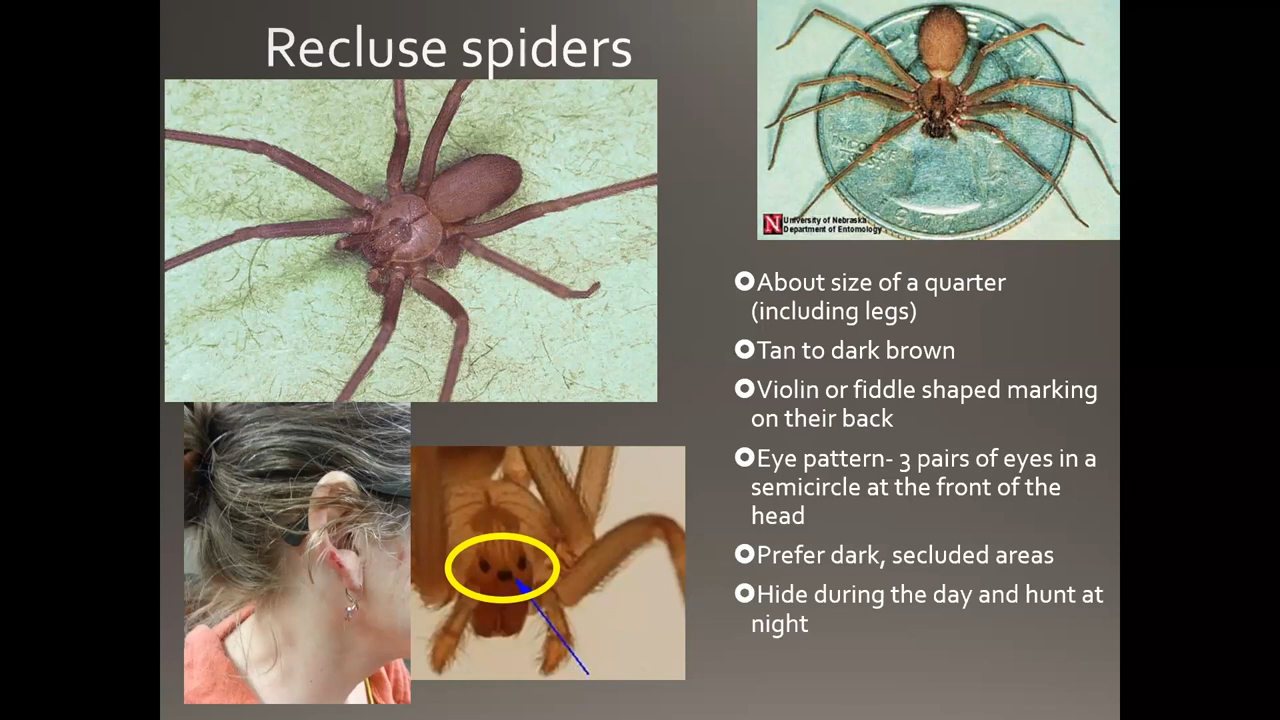 Recluse spiders
N
University of Nebraska
Department of Entomology
About size of a quarter
(including legs)
Tan to dark brown
Violin or fiddle shaped marking
on their back
Eye pattern- 3 pairs of eyes in a
semicircle at the front of the
head
Prefer dark, secluded areas
Hide during the day and hunt at
night